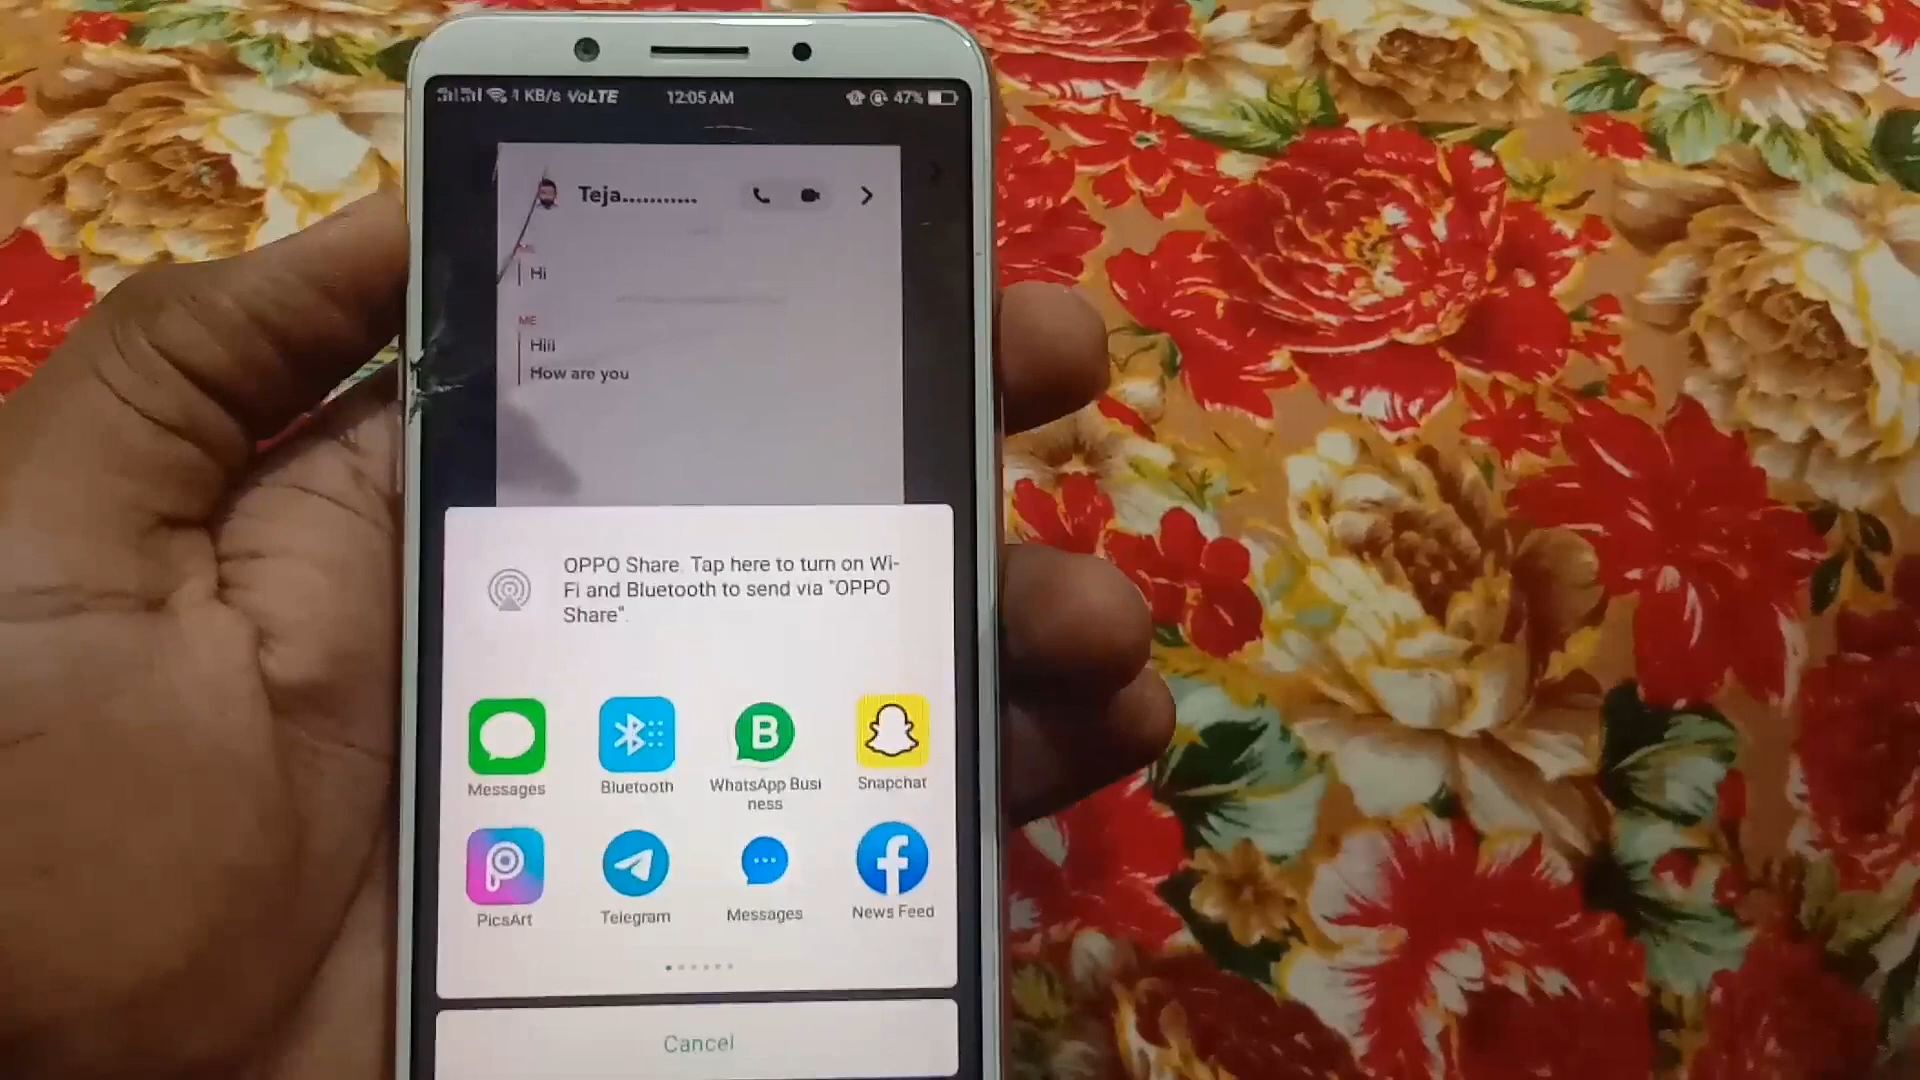 1 KB/s VoLTE 12:05 AM 47%
Teja...........
ME
Hi
ME
Hiii
How are you
OPPO Share. Tap here to turn on Wi-
Fi and Bluetooth to send via "OPPO
Share".
Messages Bluetooth WhatsApp Busi Snapchat
ness
PicsArt Telegram Messages News Feed
Cancel